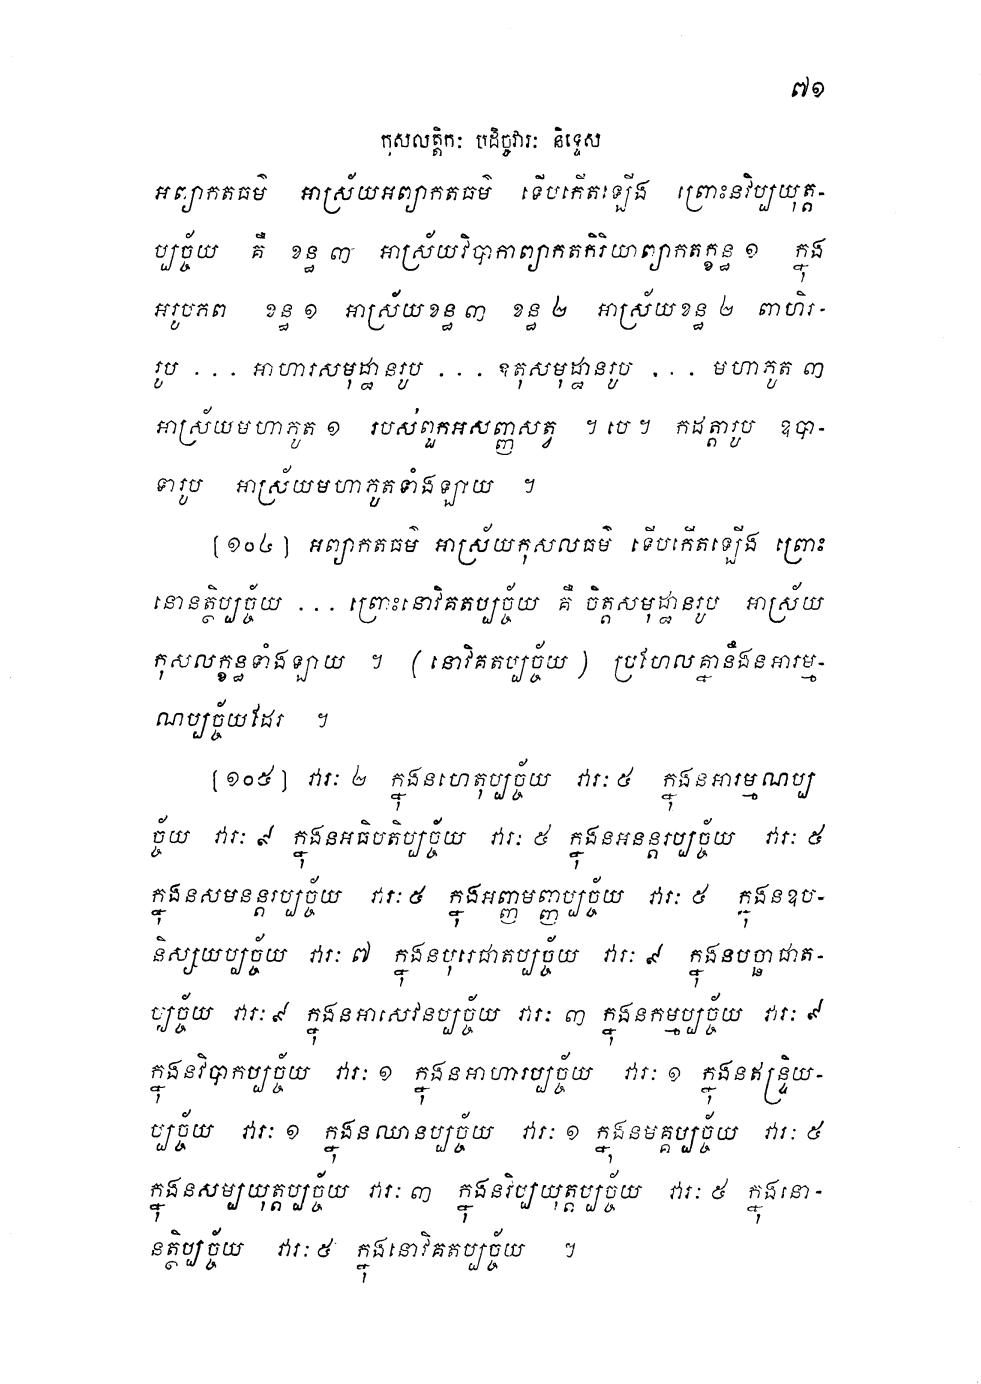 ៧១
កុសលត្តិកៈ បដិច្ចវារៈ និទ្ទេស
អព្យាកតធម៌ អាស្រ័យអព្យាកតធម៌ ទើបកើតឡើង ព្រោះនវិប្បយុត្ត-
ប្បច្ច័យ គឺ ខន្ធ ៣ អាស្រ័យវិបាកាព្យាកតកិរិយាព្យាកតក្ខន្ធ ១ ក្នុង
អរូបភព ខន្ធ ១ អាស្រ័យខន្ធ ៣ ខន្ធ ២ អាស្រ័យខន្ធ ២ ពាហិរ-
រូប ... អាហារសមុដ្ឋានរូប ... ឧតុសមុដ្ឋានរូប ... មហាភូត ៣
អាស្រ័យមហាភូត ១ របស់ពួកអសញ្ញសត្វ ។ បេ ។ កដត្តារូប ឧបា-
ទារូប អាស្រ័យមហាភូតទាំងឡាយ ។
[១០៤] អព្យាកតធម៌ អាស្រ័យកុសលធម៌ ទើបកើតឡើង ព្រោះ
នោនត្ថិប្បច្ច័យ ... ព្រោះនោវិគតប្បច្ច័យ គឺ ចិត្តសមុដ្ឋានរូប អាស្រ័យ
កុសលក្ខន្ធទាំងឡាយ ។ (នោវិគតប្បច្ច័យ) ប្រហែលគ្នានឹងនអារម្ម-
ណប្បច្ច័យដែរ ។
[១០៥] វារៈ ២ ក្នុងនហេតុប្បច្ច័យ វារៈ ៥ ក្នុងនអារម្មណប្ប
ច្ច័យ វារៈ ៩ ក្នុងនអធិបតិប្បច្ច័យ វារៈ ៥ ក្នុងនអនន្តរប្បច្ច័យ វារៈ ៥
ក្នុងនសមនន្តរប្បច្ច័យ វារៈ ៥ ក្នុងអញ្ញមញ្ញប្បច្ច័យ វារៈ ៥ ក្នុងនឧប-
និស្សយប្បច្ច័យ វារៈ ៧ ក្នុងនបុរេជាតប្បច្ច័យ វារៈ ៩ ក្នុងនបច្ឆាជាត-
ប្បច្ច័យ វារៈ ៩ ក្នុងនអាសេវនប្បច្ច័យ វារៈ ៣ ក្នុងនកម្មប្បច្ច័យ វារៈ ៩
ក្នុងនវិបាកប្បច្ច័យ វារៈ ១ ក្នុងនអាហារប្បច្ច័យ វារៈ ១ ក្នុងនឥន្ទ្រិយ-
ប្បច្ច័យ វារៈ ១ ក្នុងនឈានប្បច្ច័យ វារៈ ១ ក្នុងនមគ្គប្បច្ច័យ វារៈ ៥
ក្នុងនសម្បយុត្តប្បច្ច័យ វារៈ ៣ ក្នុងនវិប្បយុត្តប្បច្ច័យ វារៈ ៥ ក្នុងនោ-
នត្ថិប្បច្ច័យ វារៈ ៥ ក្នុងនោវិគតប្បច្ច័យ ។